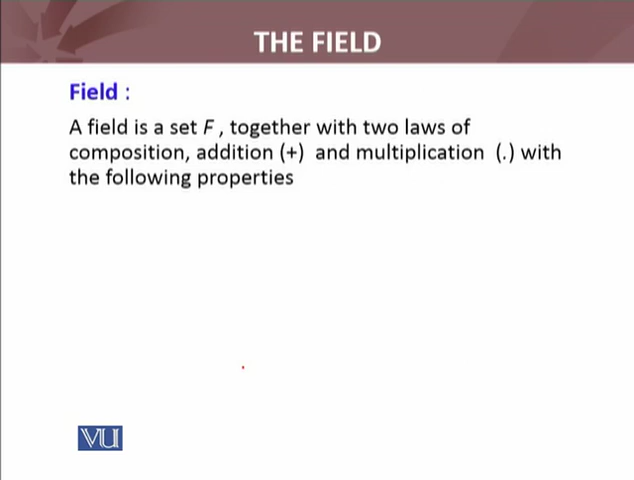 THE FIELD
Field :
A field is a set F , together with two laws of
composition, addition (+) and multiplication (.) with
the following properties
VU